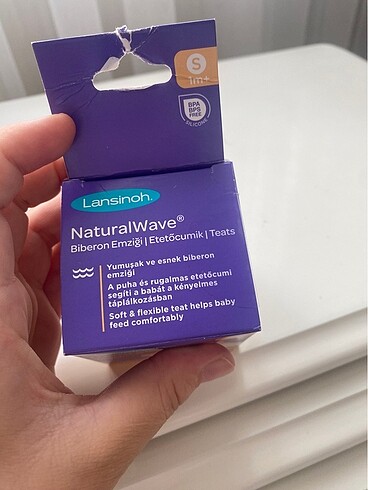 S
1m+
BPA
BPS
FREE
SILICONE
Lansinoh®
NaturalWave®
Biberon Emziği | Etetőcumik | Teats
Yumuşak ve esnek biberon
emziği
A puha és rugalmas etetőcumi
segíti a babát a kényelmes
táplálkozásban
Soft & flexible teat helps baby
feed comfortably